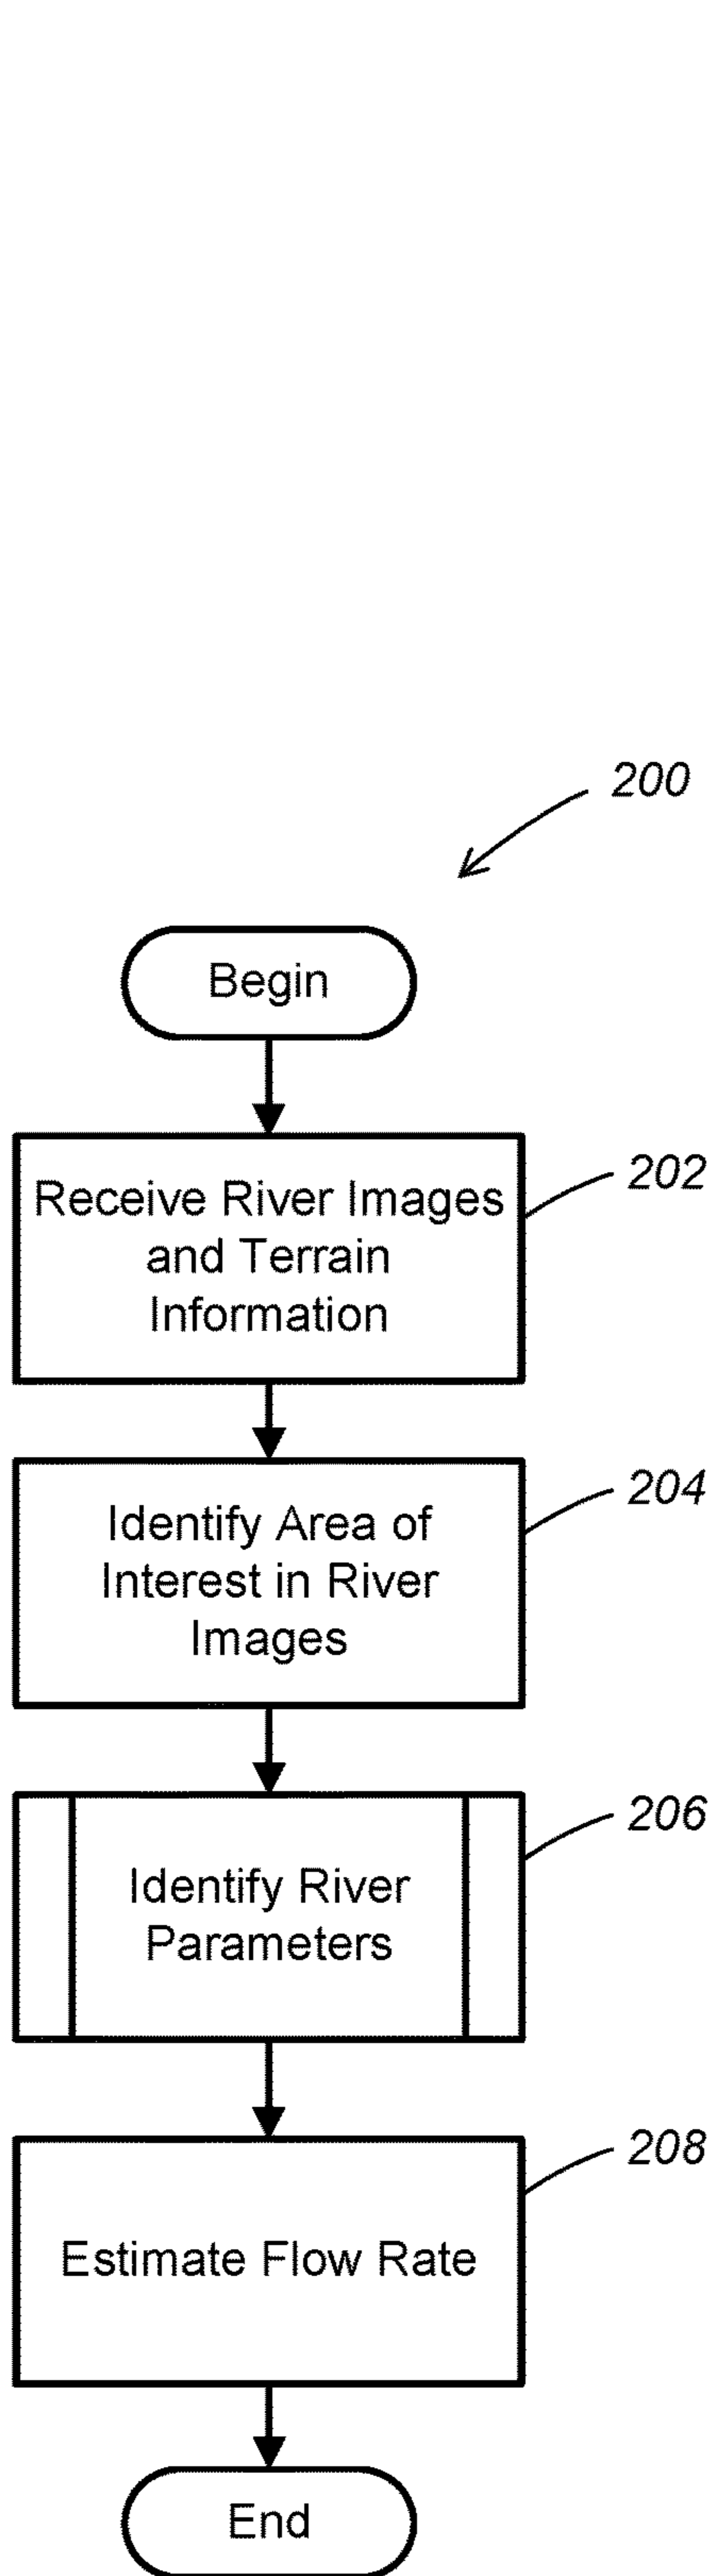 200
Begin
Receive River Images
and Terrain
Information
202
Identify Area of
Interest in River
Images
204
Identify River
Parameters
206
Estimate Flow Rate
208
End